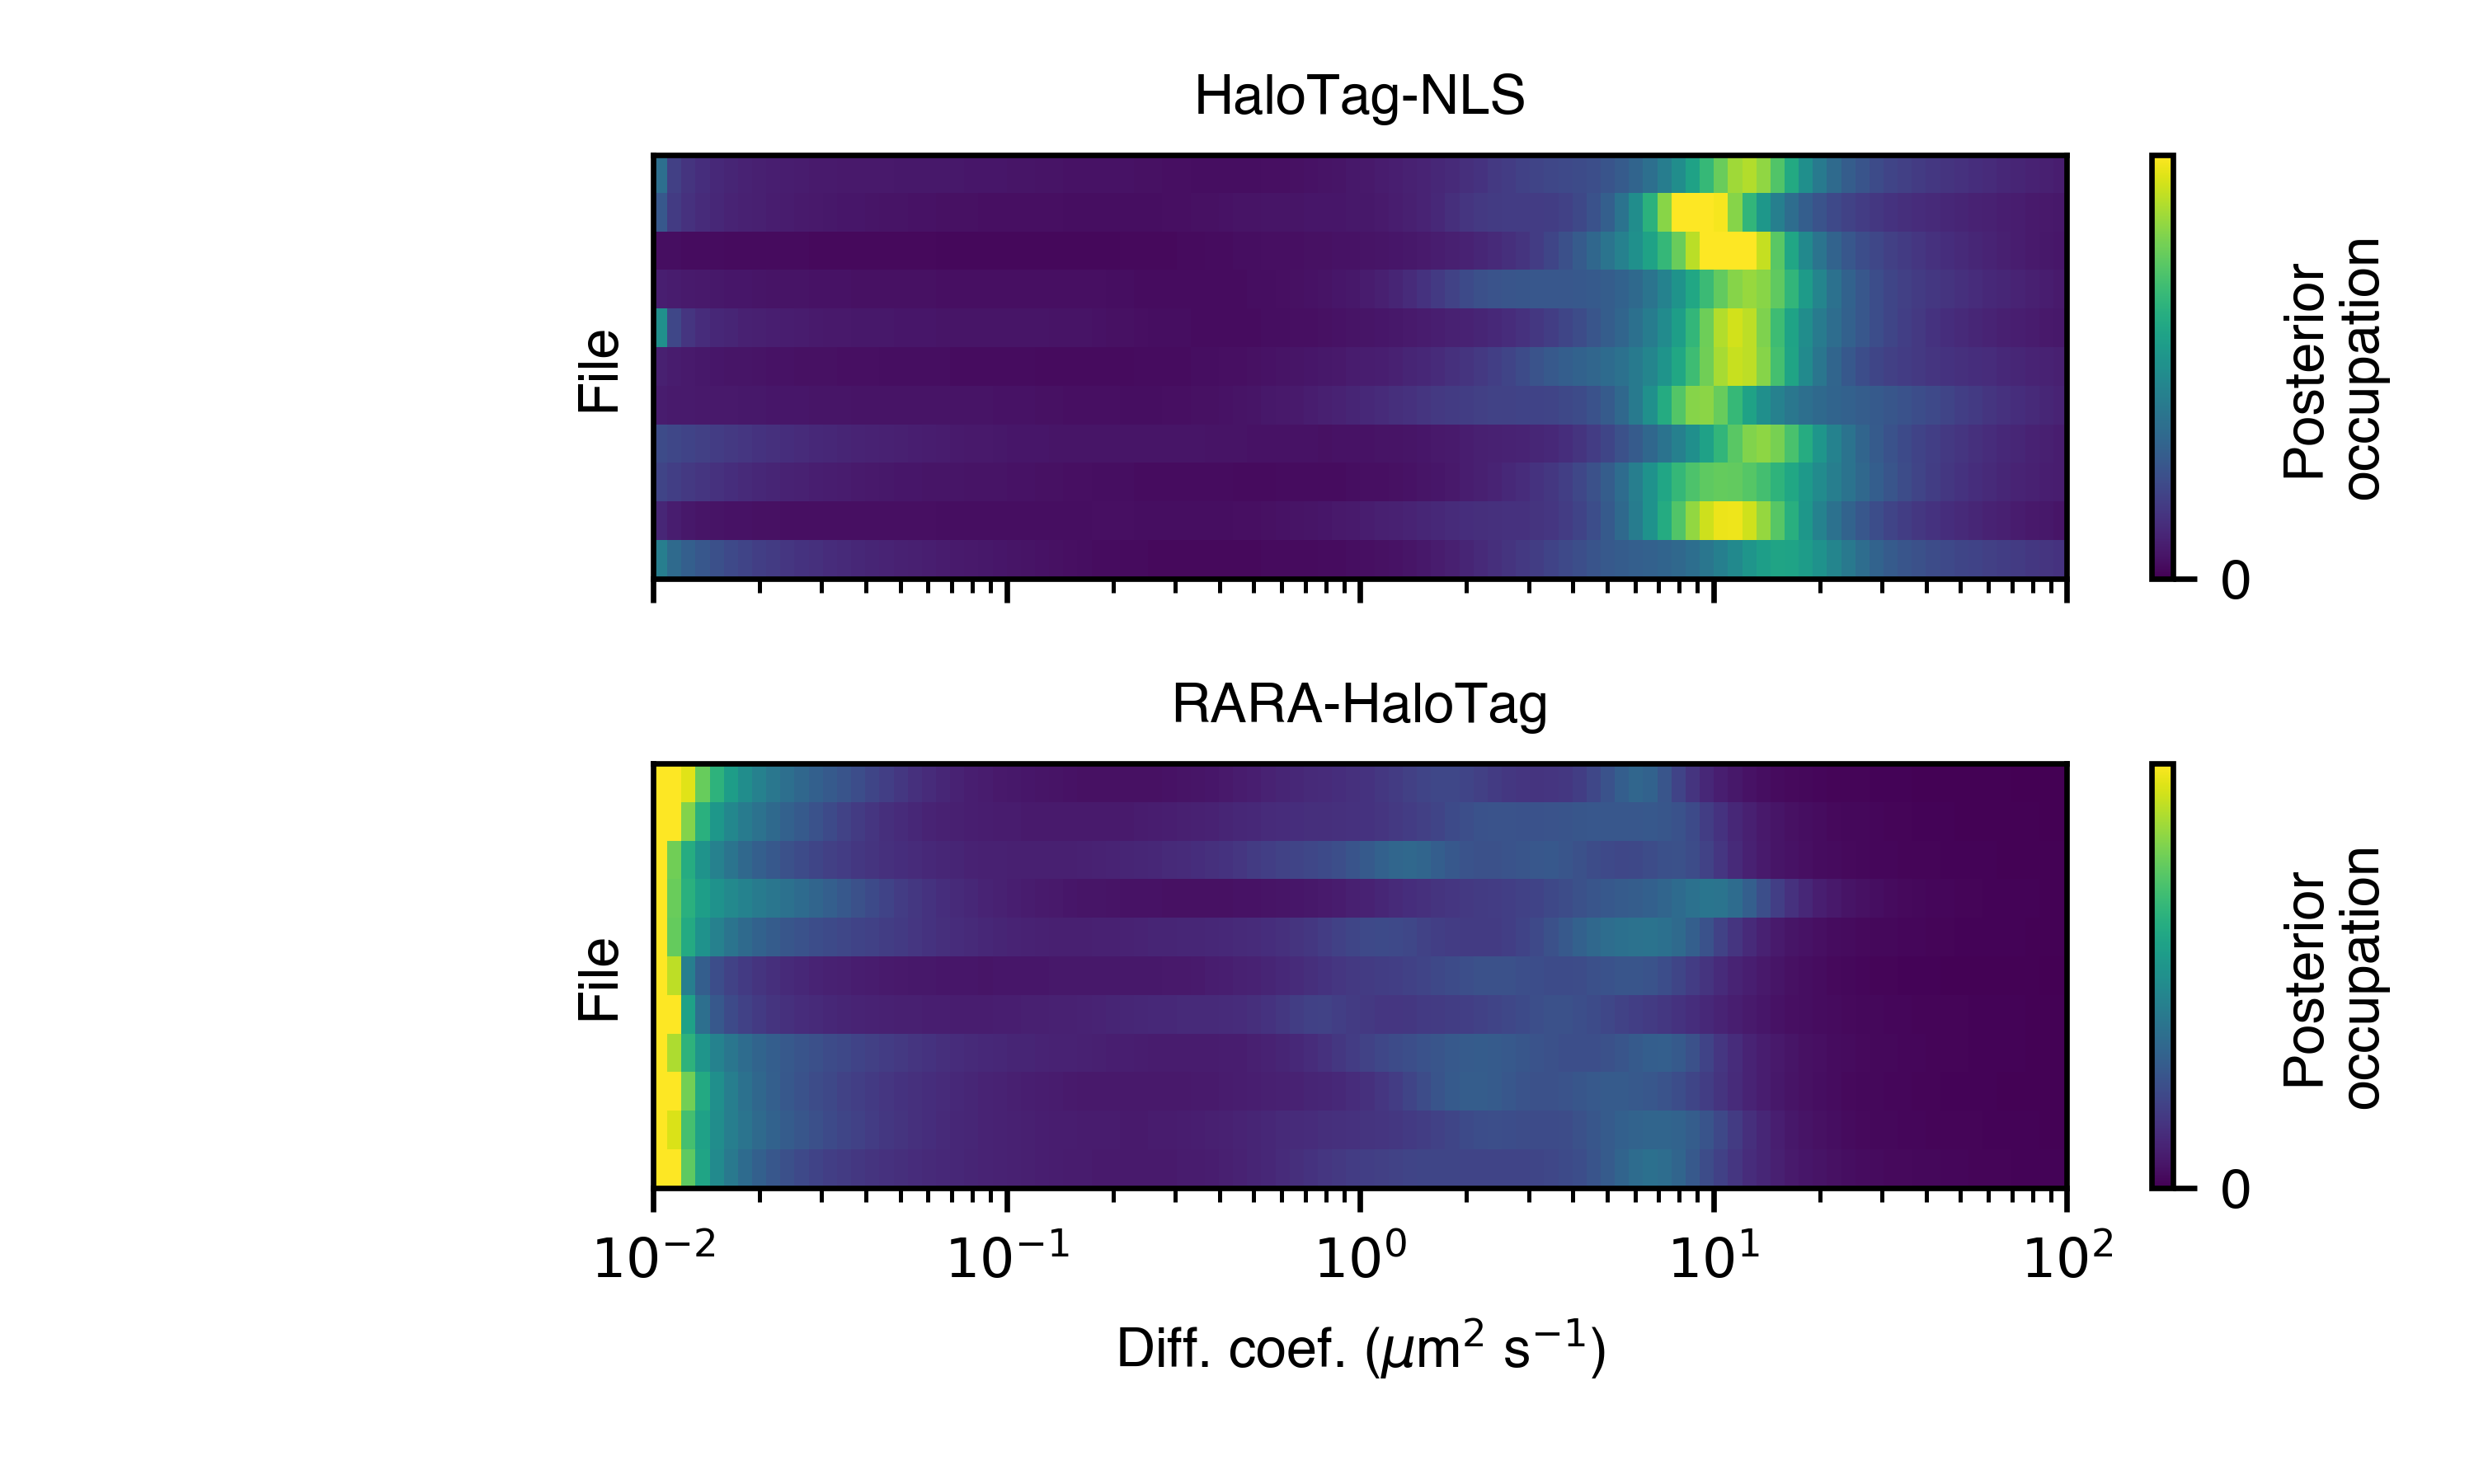 HaloTag-NLS
File
0
Posterior
occupation
RARA-HaloTag
File
0
Posterior
occupation
10⁻² 10⁻¹ 10⁰ 10¹ 10²
Diff. coef. (μm² s⁻¹)